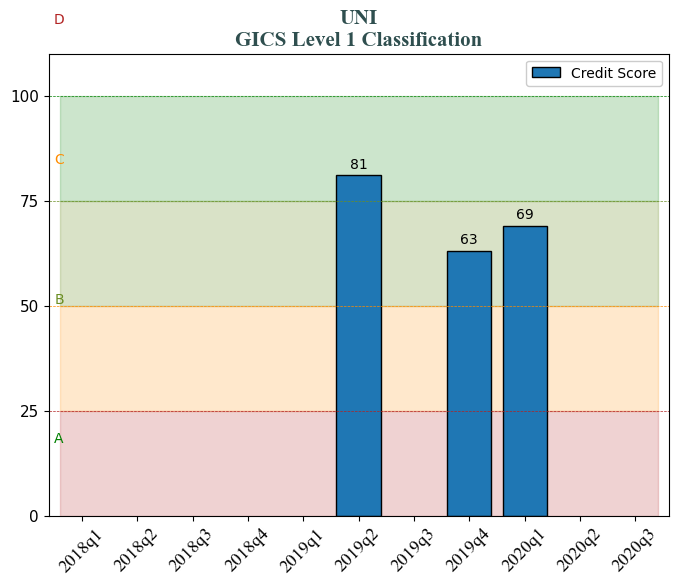 UNI
GICS Level 1 Classification
D
Credit Score
100
C
81
75
69
63
B
50
25
A
0
2018q1
2018q2
2018q3
2018q4
2019q1
2019q2
2019q3
2019q4
2020q1
2020q2
2020q3